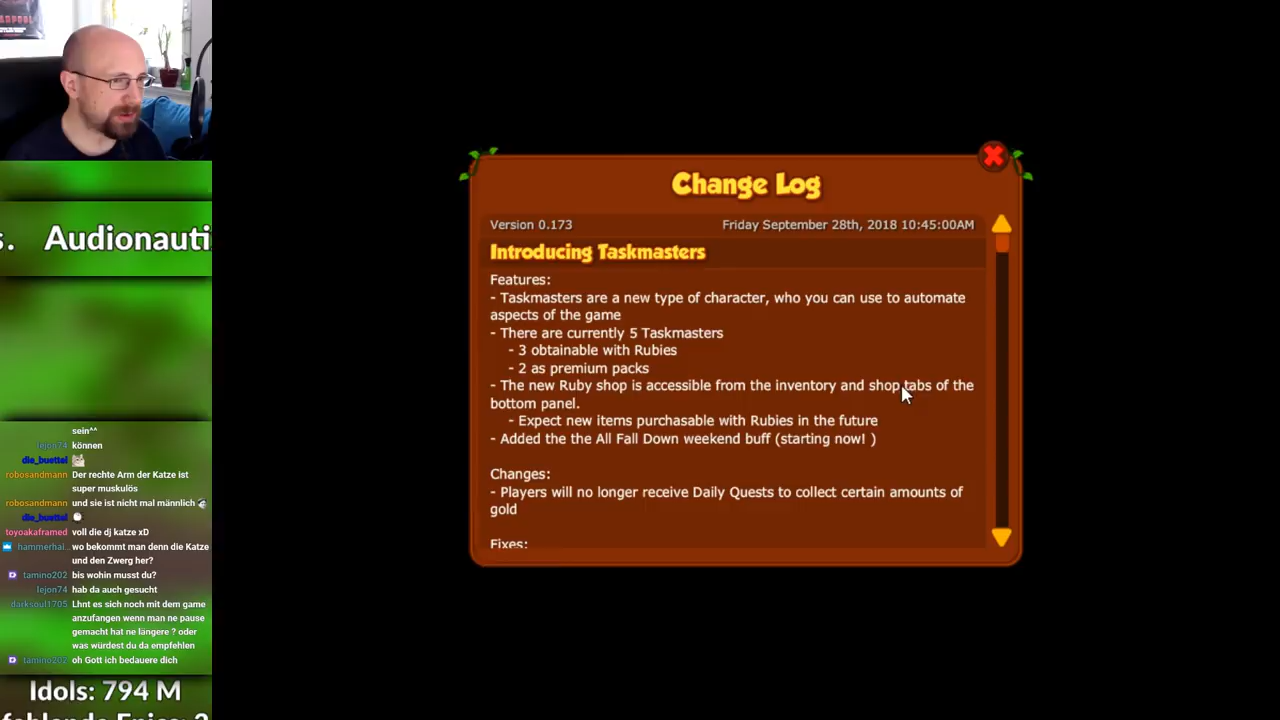 s. Audionauti
sein^^
lejon74 können
die_buettel
robosandmann Der rechte Arm der Katze ist
super muskulös
robosandmann und sie ist nicht mal männlich
die_buettel
toyoakaframed voll die dj katze xD
hammerhal... wo bekommt man denn die Katze
und den Zwerg her?
tamino202 bis wohin musst du?
lejon74 hab da auch gesucht
darksoul1705 Lhnt es sich noch mit dem game
anzufangen wenn man ne pause
gemacht hat ne längere ? oder
was würdest du da empfehlen
tamino202 oh Gott ich bedauere dich
Idols: 794 M
Change Log
Version 0.173 Friday September 28th, 2018 10:45:00AM
Introducing Taskmasters
Features:
- Taskmasters are a new type of character, who you can use to automate
aspects of the game
- There are currently 5 Taskmasters
- 3 obtainable with Rubies
- 2 as premium packs
- The new Ruby shop is accessible from the inventory and shop tabs of the
bottom panel.
- Expect new items purchasable with Rubies in the future
- Added the the All Fall Down weekend buff (starting now! )
Changes:
- Players will no longer receive Daily Quests to collect certain amounts of
gold
Fixes: